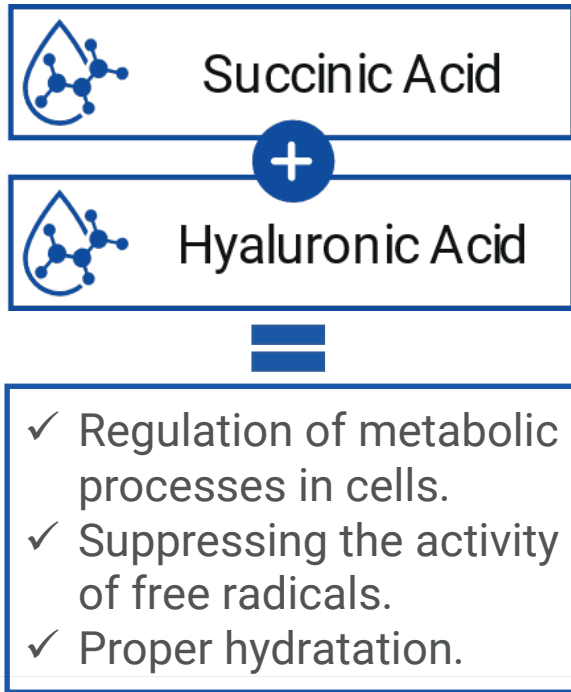 Succinic Acid
+
Hyaluronic Acid
=
✓ Regulation of metabolic
processes in cells.
✓ Suppressing the activity
of free radicals.
✓ Proper hydratation.